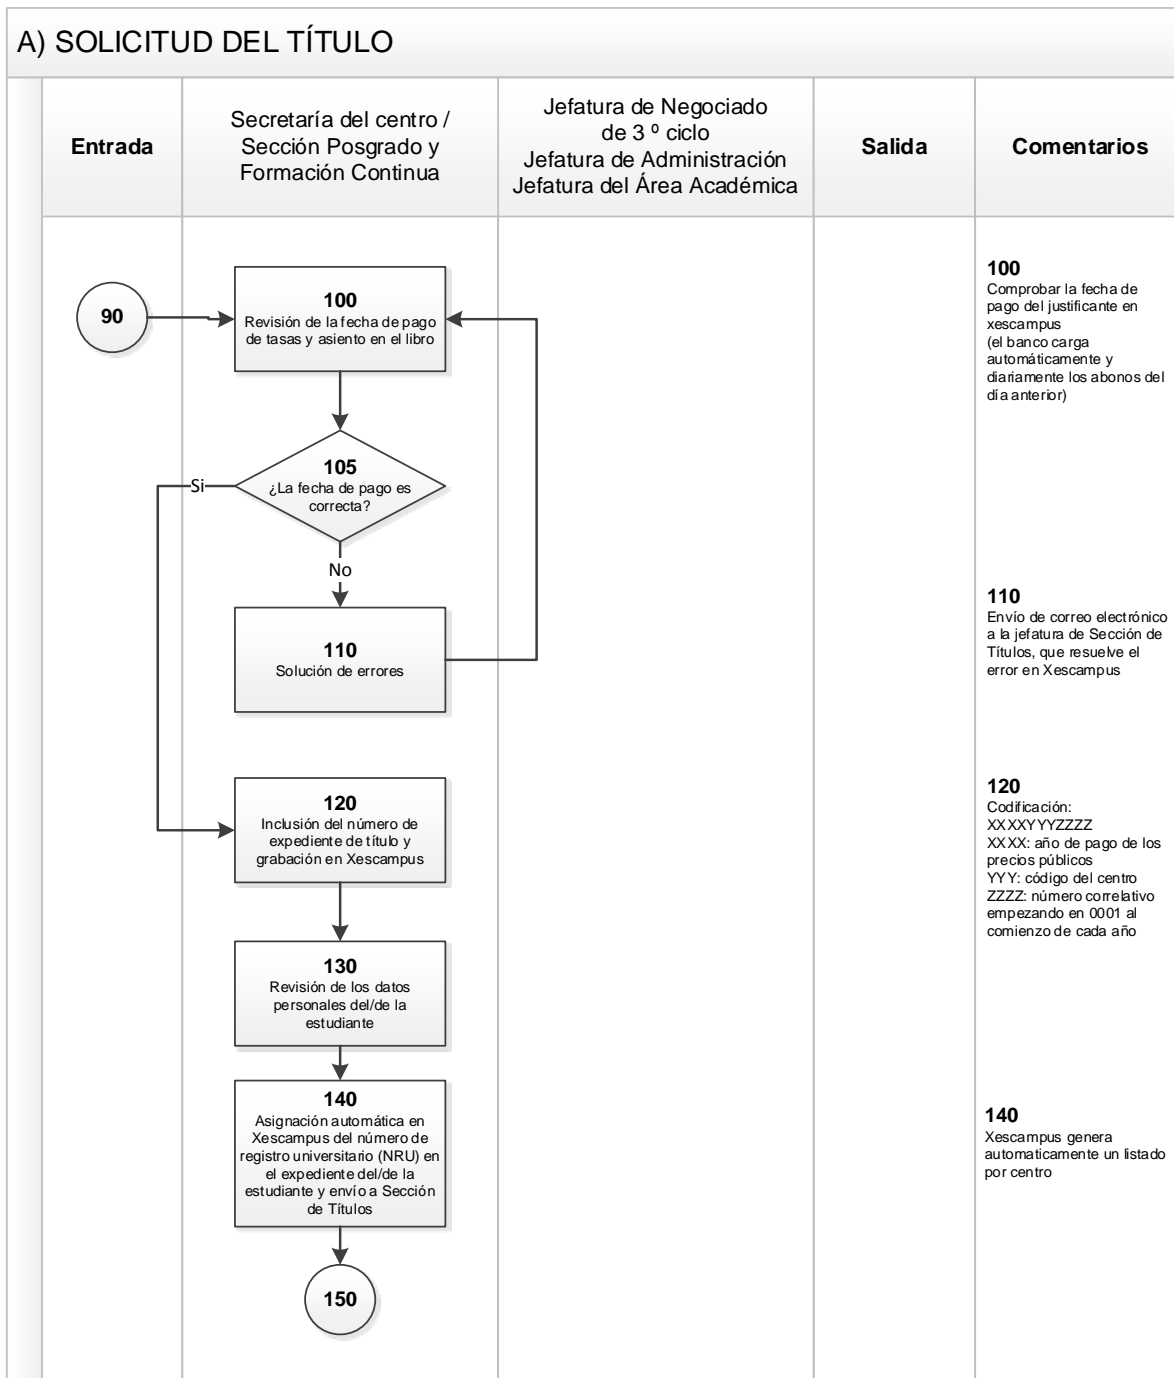 A) SOLICITUD DEL TÍTULO
Entrada
Secretaría del centro /
Sección Posgrado y
Formación Continua
Jefatura de Negociado
de 3 º ciclo
Jefatura de Administración
Jefatura del Área Académica
Salida
Comentarios
90
100
Revisión de la fecha de pago
de tasas y asiento en el libro
100
Comprobar la fecha de
pago del justificante en
xescampus
(el banco carga
automáticamente y
diariamente los abonos del
día anterior)
105
¿La fecha de pago es
correcta?
Si
No
110
Solución de errores
110
Envío de correo electrónico
a la jefatura de Sección de
Títulos, que resuelve el
error en Xescampus
120
Inclusión del número de
expediente de título y
grabación en Xescampus
120
Codificación:
XXXXYYYZZZZ
XXXX: año de pago de los
precios públicos
YYY: código del centro
ZZZZ: número correlativo
empezando en 0001 al
comienzo de cada año
130
Revisión de los datos
personales del/de la
estudiante
140
Asignación automática en
Xescampus del número de
registro universitario (NRU) en
el expediente del/de la
estudiante y envío a Sección
de Títulos
140
Xescampus genera
automaticamente un listado
por centro
150